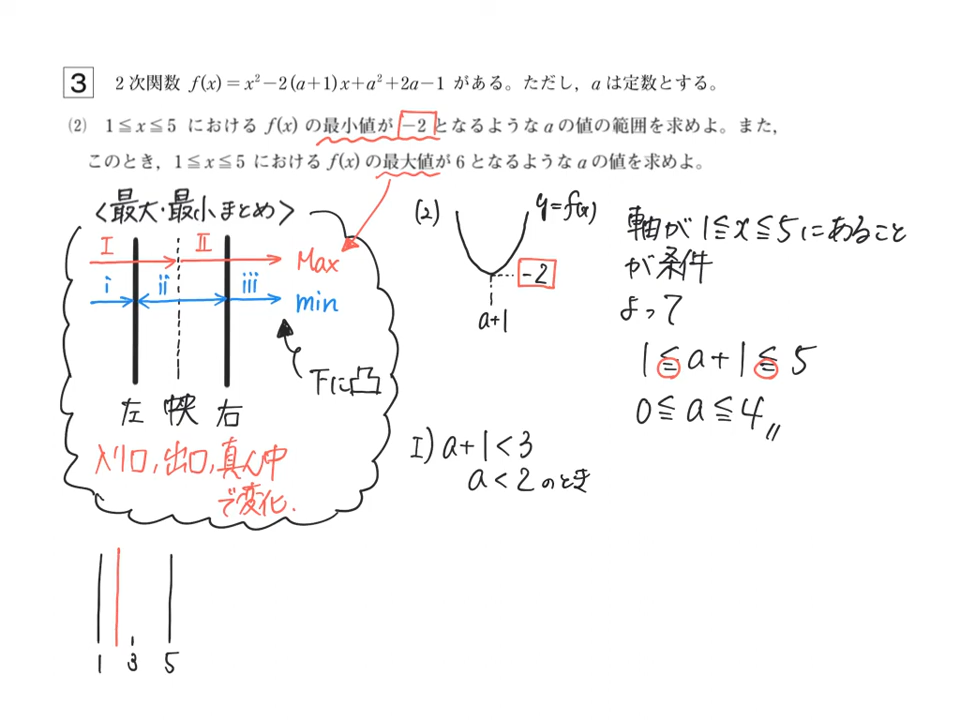 3 2次関数 f(x)=x²-2(a+1)x+a²+2a-1 がある。ただし，aは定数とする。
(2) 1≦x≦5 における f(x) の最小値が -2 となるような a の値の範囲を求めよ。また，
このとき，1≦x≦5 における f(x) の最大値が 6 となるような a の値を求めよ。
<最大・最小まとめ>
I II Max
i ii iii min
下に凸
左 中央 右
入り口,出口,真ん中
で変化.
1 3 5
(2) y=f(x)
-2
a+1
軸が1≦x≦5にあること
が条件
よって
1≦a+1≦5
0≦a≦4〃
I) a+1<3
a<2のとき